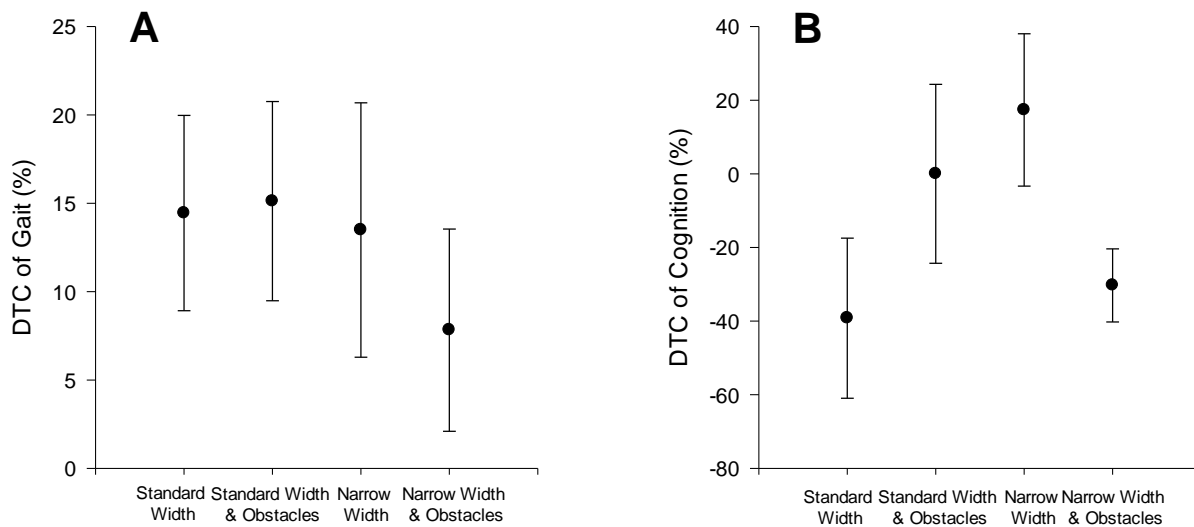 A
DTC of Gait (%)
25
20
15
10
5
0
Standard
Width
Standard Width
& Obstacles
Narrow
Width
Narrow Width
& Obstacles
B
DTC of Cognition (%)
40
20
0
-20
-40
-60
-80
Standard
Width
Standard Width
& Obstacles
Narrow
Width
Narrow Width
& Obstacles